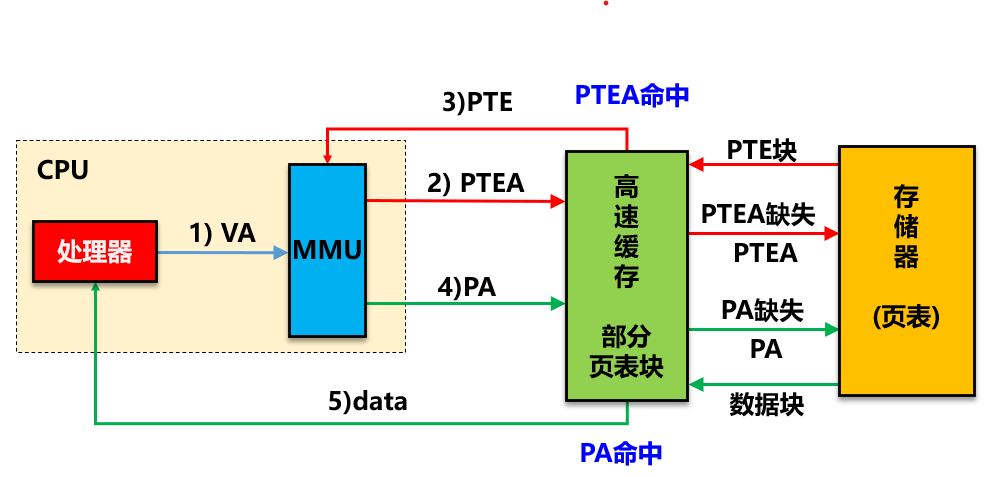 3)PTE
PTEA命中
CPU
处理器
1) VA
MMU
2) PTEA
4)PA
5)data
高
速
缓
存
部分
页表块
PA命中
PTE块
PTEA缺失
PTEA
PA缺失
PA
数据块
存
储
器
(页表)